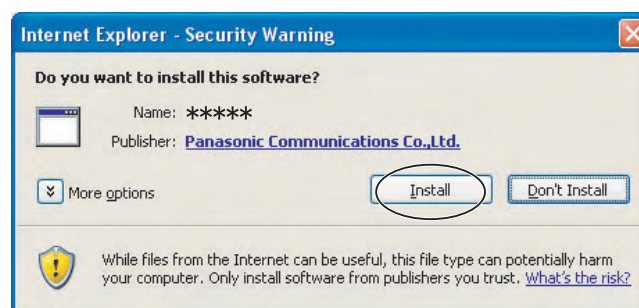 Internet Explorer - Security Warning
Do you want to install this software?
Name: *****
Publisher: Panasonic Communications Co.,Ltd.
More options
Install
Don't Install
While files from the Internet can be useful, this file type can potentially harm
your computer. Only install software from publishers you trust. What's the risk?